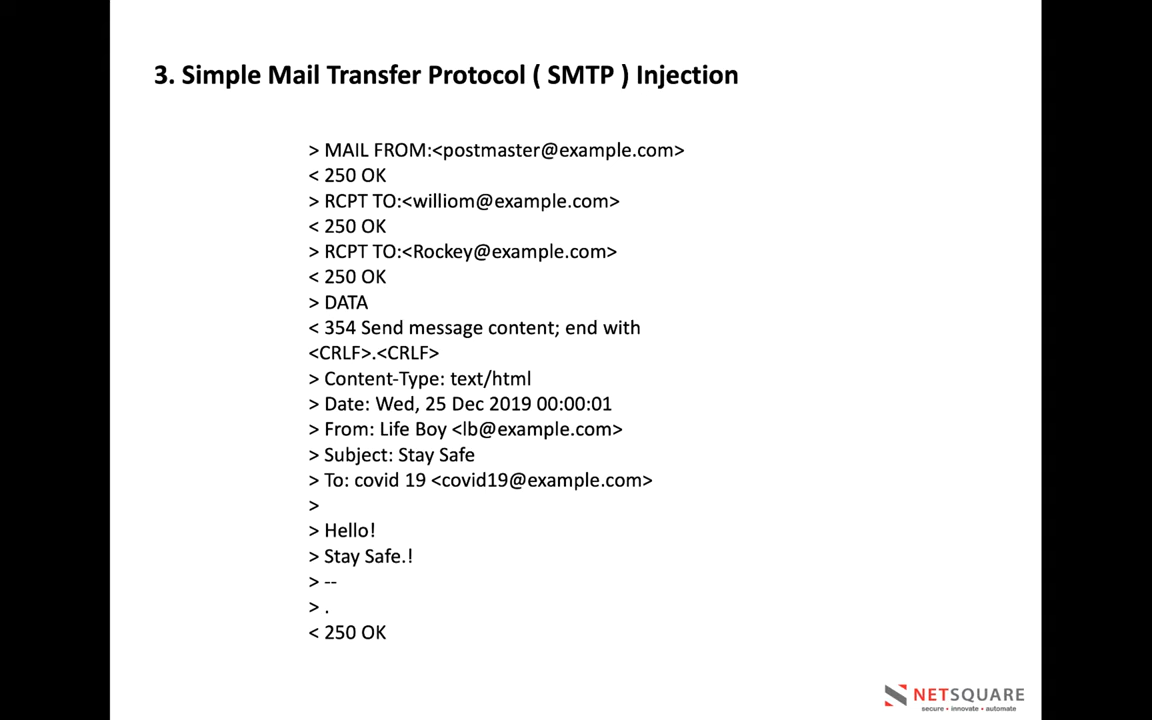 3. Simple Mail Transfer Protocol ( SMTP ) Injection
> MAIL FROM:<postmaster@example.com>
< 250 OK
> RCPT TO:<williom@example.com>
< 250 OK
> RCPT TO:<Rockey@example.com>
< 250 OK
> DATA
< 354 Send message content; end with
<CRLF>.<CRLF>
> Content-Type: text/html
> Date: Wed, 25 Dec 2019 00:00:01
> From: Life Boy <lb@example.com>
> Subject: Stay Safe
> To: covid 19 <covid19@example.com>
>
> Hello!
> Stay Safe.!
> --
> .
< 250 OK
NETSQUARE
secure • innovate • automate